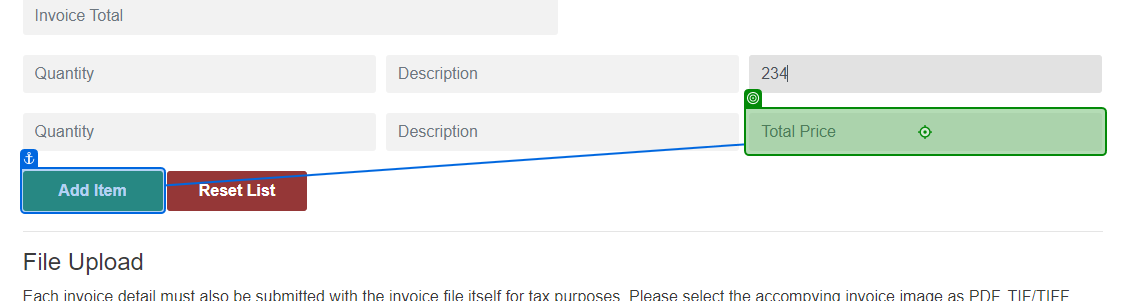 Invoice Total
Quantity Description 234
Quantity Description Total Price
Add Item Reset List
File Upload
Each invoice detail must also be submitted with the invoice file itself for tax purposes. Please select the accompying invoice image as PDF, TIF/TIFF,